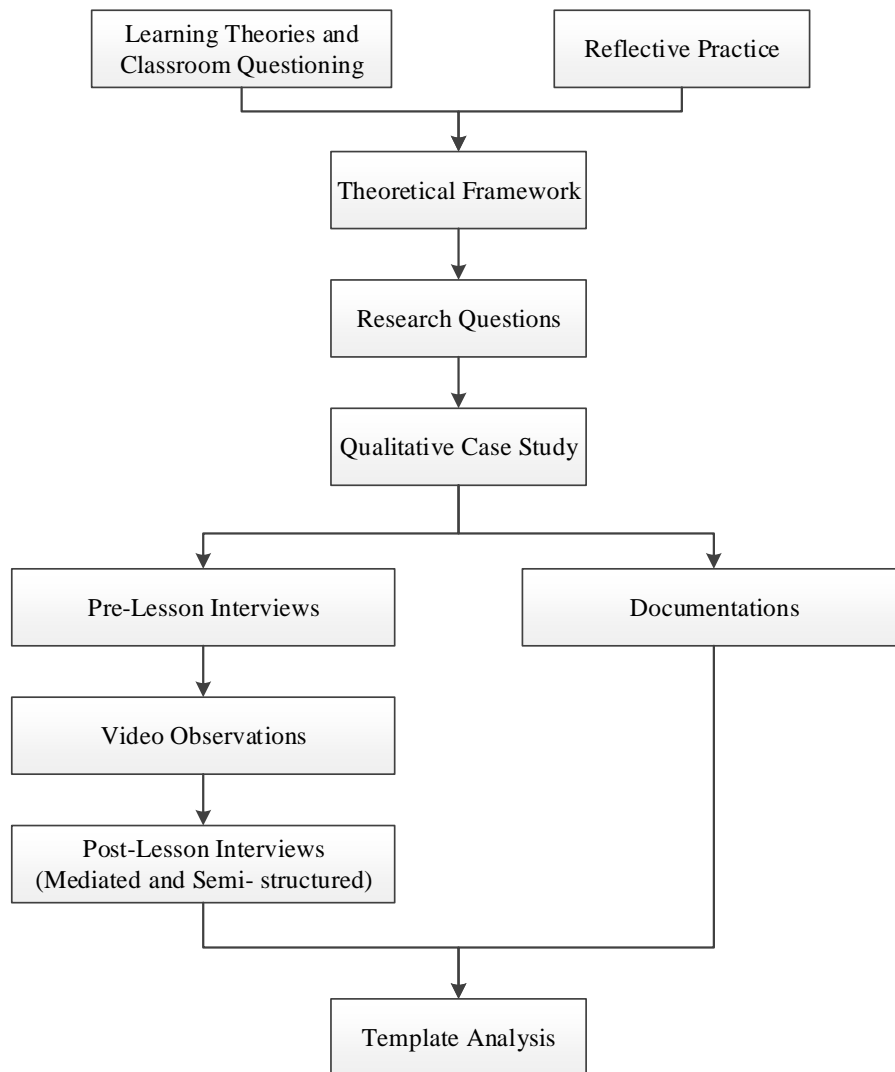 Learning Theories and
Classroom Questioning
Reflective Practice
Theoretical Framework
Research Questions
Qualitative Case Study
Pre-Lesson Interviews
Documentations
Video Observations
Post-Lesson Interviews
(Mediated and Semi- structured)
Template Analysis